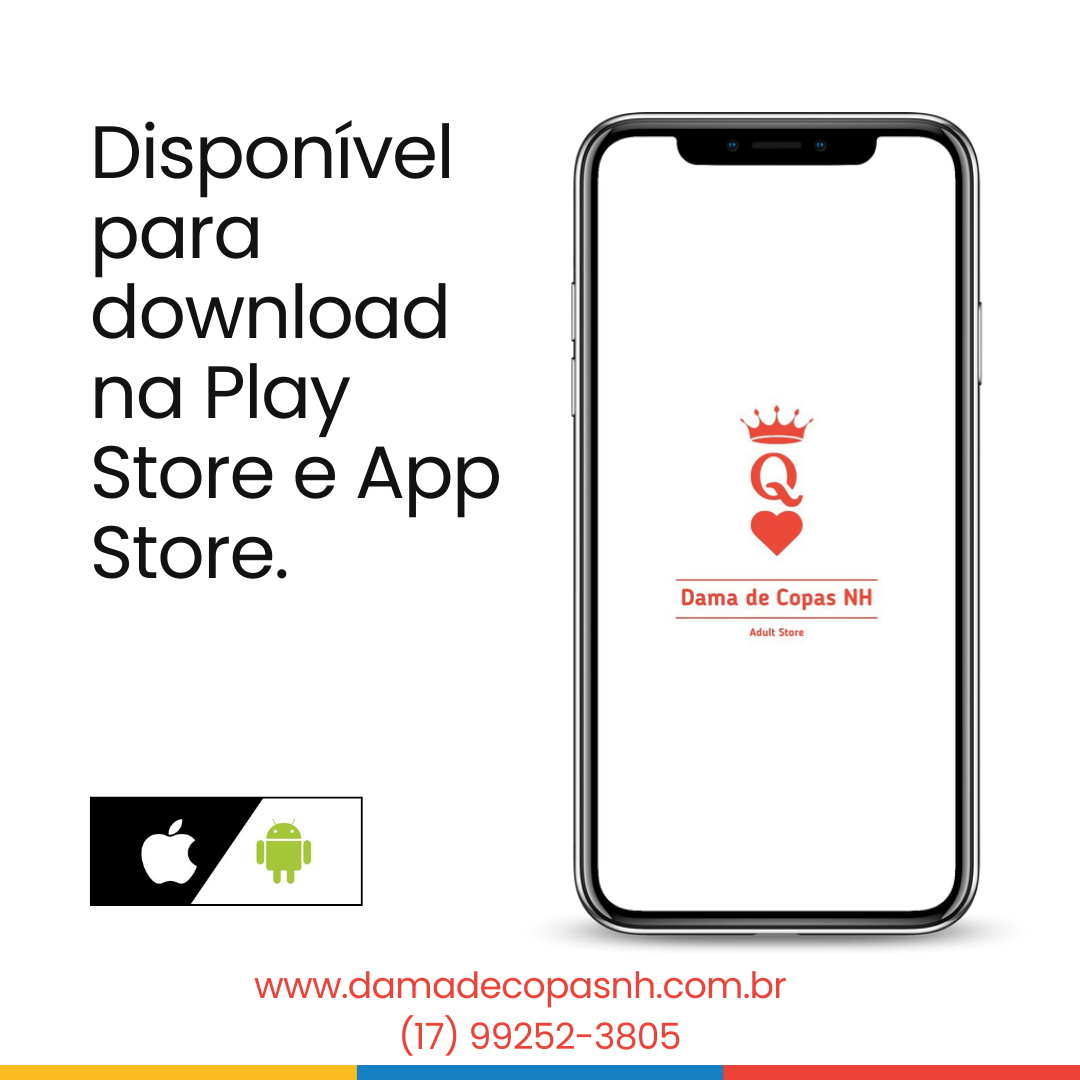 Disponível
para
download
na Play
Store e App
Store.
Q
Dama de Copas NH
Adult Store
www.damadecopasnh.com.br
(17) 99252-3805